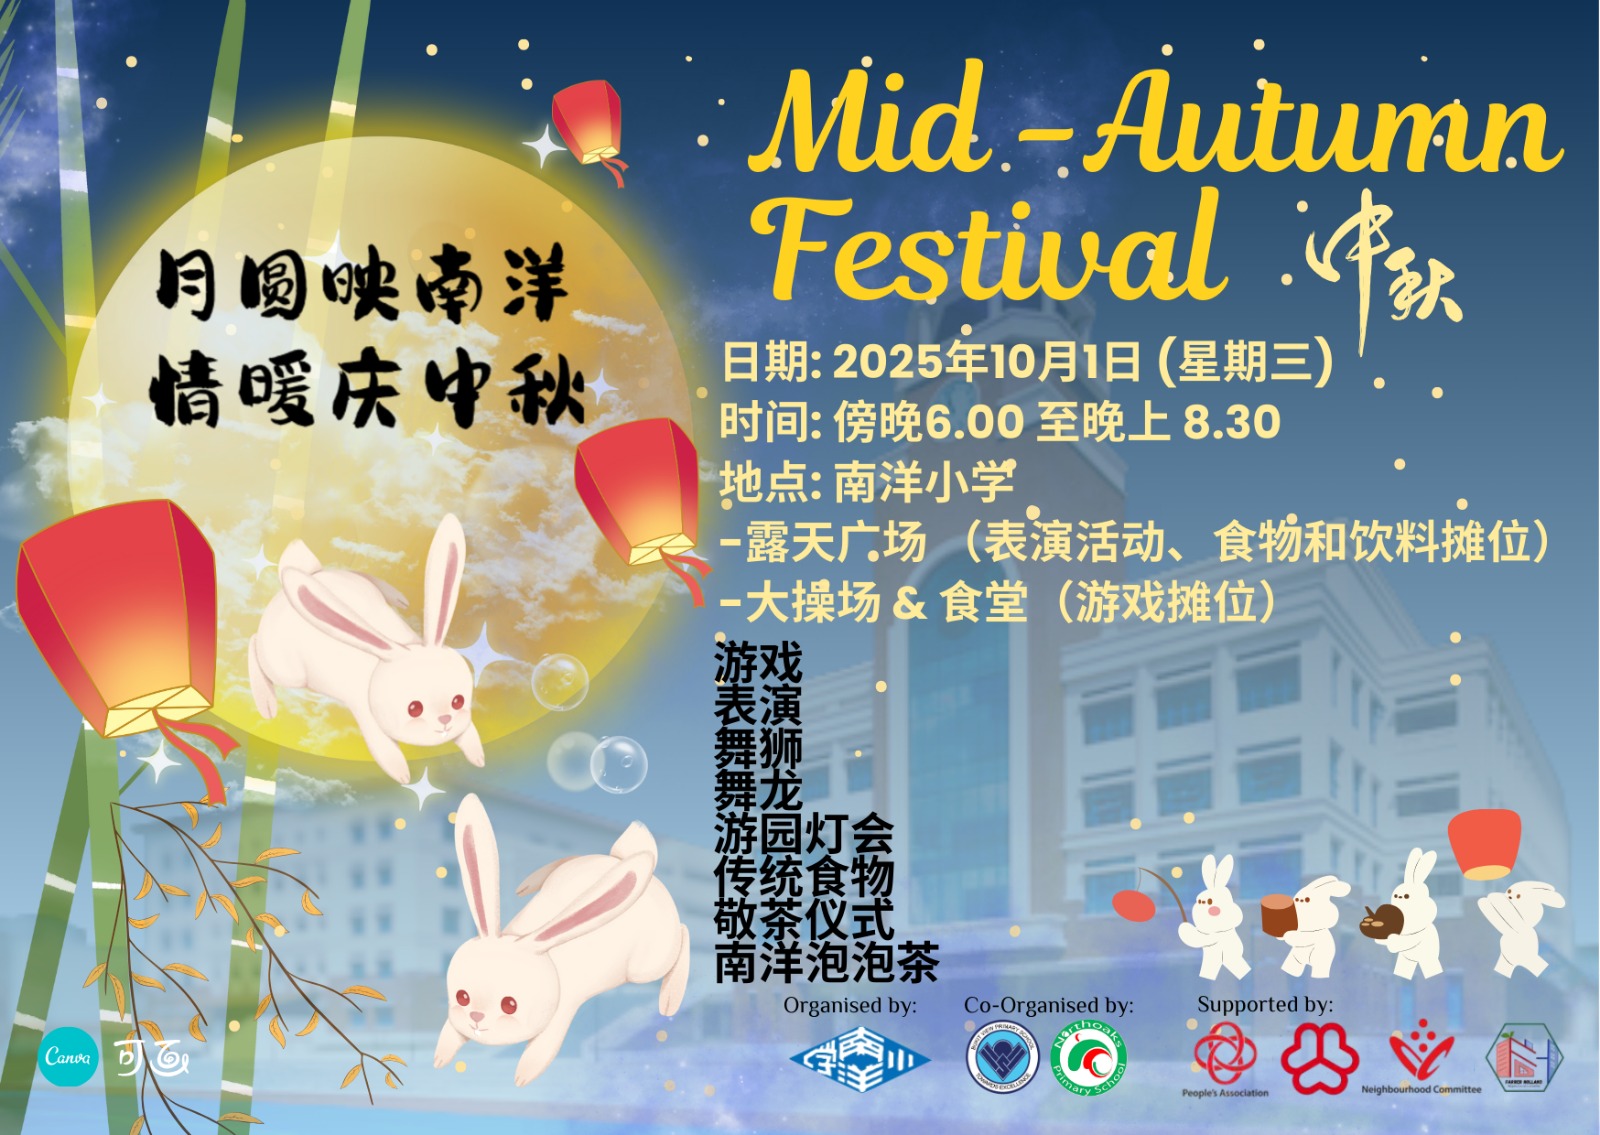 月圆映南洋
情暖庆中秋
Mid - Autumn
Festival 中秋
日期: 2025年10月1日 (星期三)
时间: 傍晚6.00 至晚上 8.30
地点: 南洋小学
-露天广场 （表演活动、食物和饮料摊位）
-大操场 & 食堂（游戏摊位）
游戏
表演
舞狮
舞龙
游园灯会
传统食物
敬茶仪式
南洋泡泡茶
Organised by:
Co-Organised by:
Supported by:
Canva 可画
Northoaks
Primary School
People's Association
Neighbourhood Committee